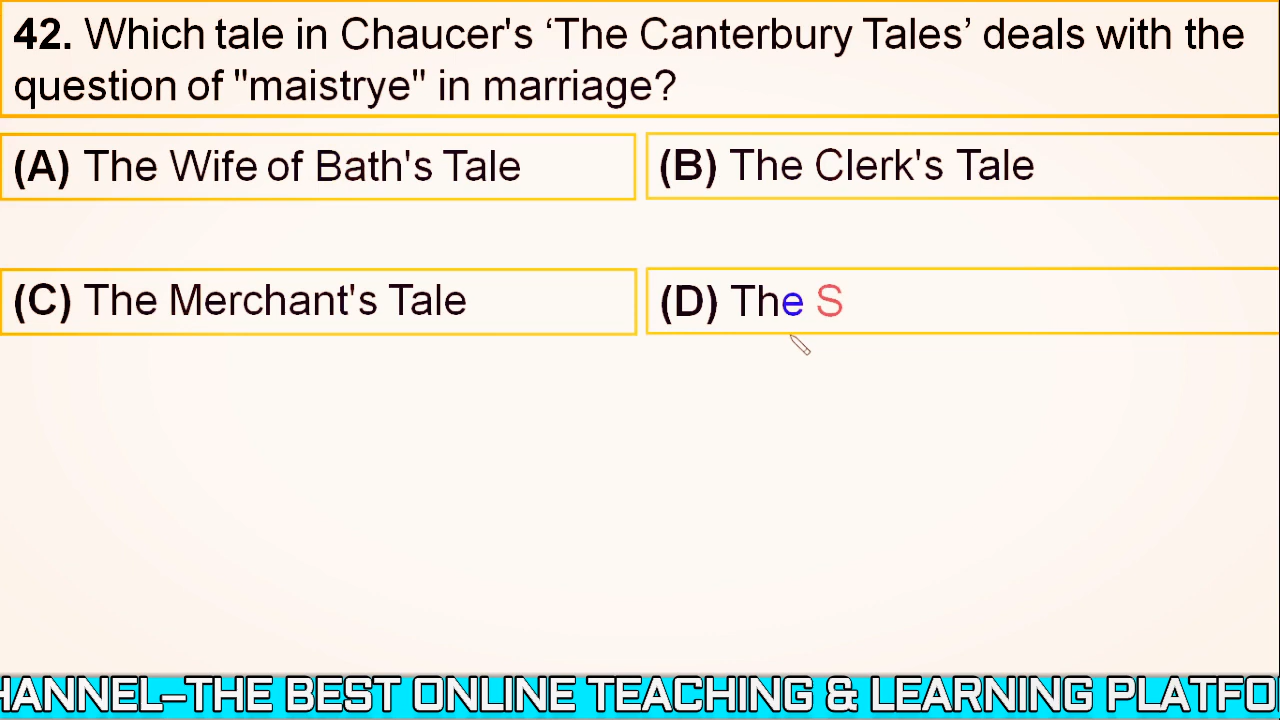 42. Which tale in Chaucer's ‘The Canterbury Tales’ deals with the
question of "maistrye" in marriage?
(A) The Wife of Bath's Tale
(B) The Clerk's Tale
(C) The Merchant's Tale
(D) The S
HANNEL–THE BEST ONLINE TEACHING & LEARNING PLATFO